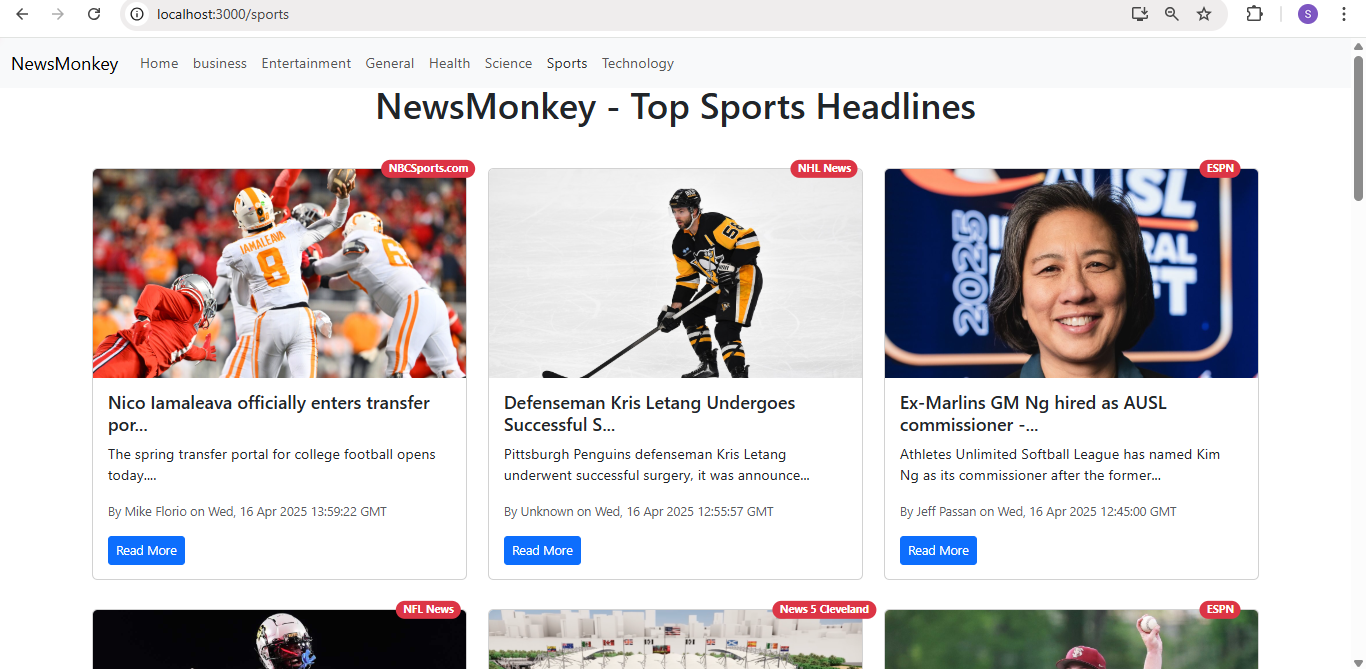 localhost:3000/sports
S
NewsMonkey Home business Entertainment General Health Science Sports Technology
NewsMonkey - Top Sports Headlines
NBCSports.com
NHL News
ESPN
IAMALEAVA
8
6
58
AUSL
2025
Nico Iamaleava officially enters transfer
por...
The spring transfer portal for college football opens
today....
By Mike Florio on Wed, 16 Apr 2025 13:59:22 GMT
Read More
Defenseman Kris Letang Undergoes
Successful S...
Pittsburgh Penguins defenseman Kris Letang
underwent successful surgery, it was announce...
By Unknown on Wed, 16 Apr 2025 12:55:57 GMT
Read More
Ex-Marlins GM Ng hired as AUSL
commissioner -...
Athletes Unlimited Softball League has named Kim
Ng as its commissioner after the former...
By Jeff Passan on Wed, 16 Apr 2025 12:45:00 GMT
Read More
NFL News
News 5 Cleveland
ESPN